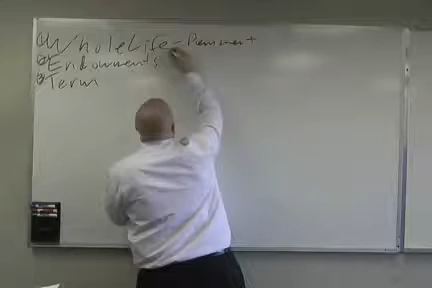 ① Whole Life - Permanent
② Endowments
③ Term